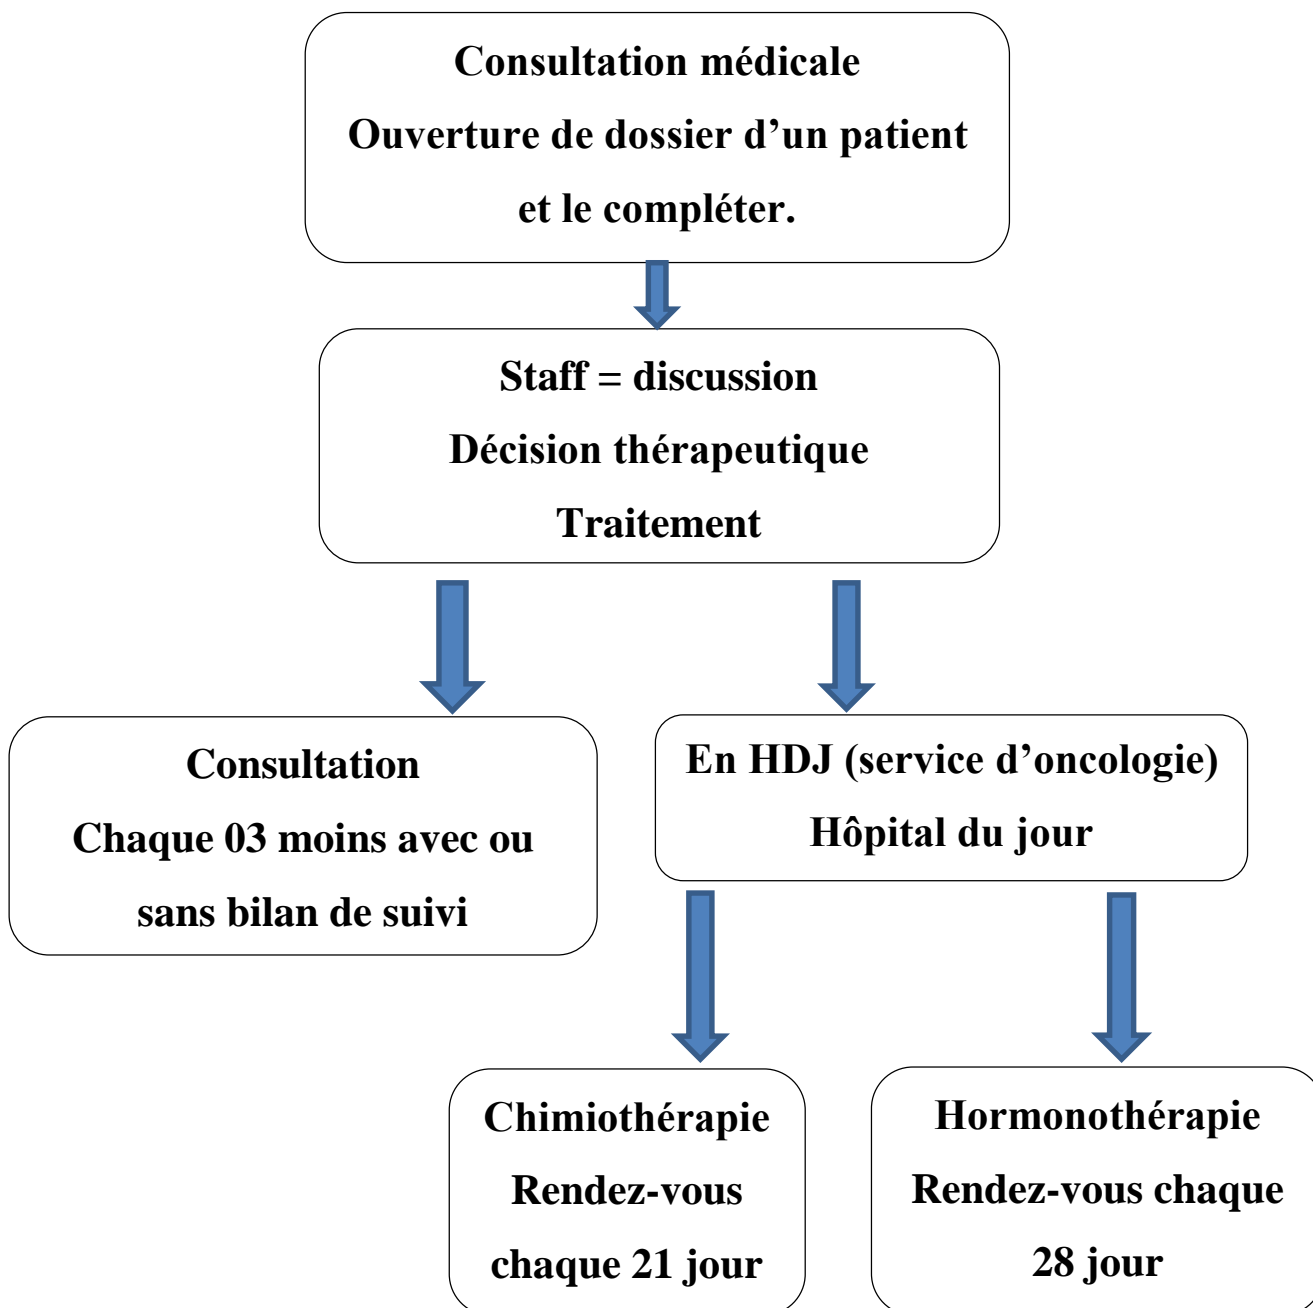 Consultation médicale
Ouverture de dossier d’un patient
et le compléter.
Staff = discussion
Décision thérapeutique
Traitement
Consultation
Chaque 03 moins avec ou
sans bilan de suivi
En HDJ (service d’oncologie)
Hôpital du jour
Chimiothérapie
Rendez-vous
chaque 21 jour
Hormonothérapie
Rendez-vous chaque
28 jour